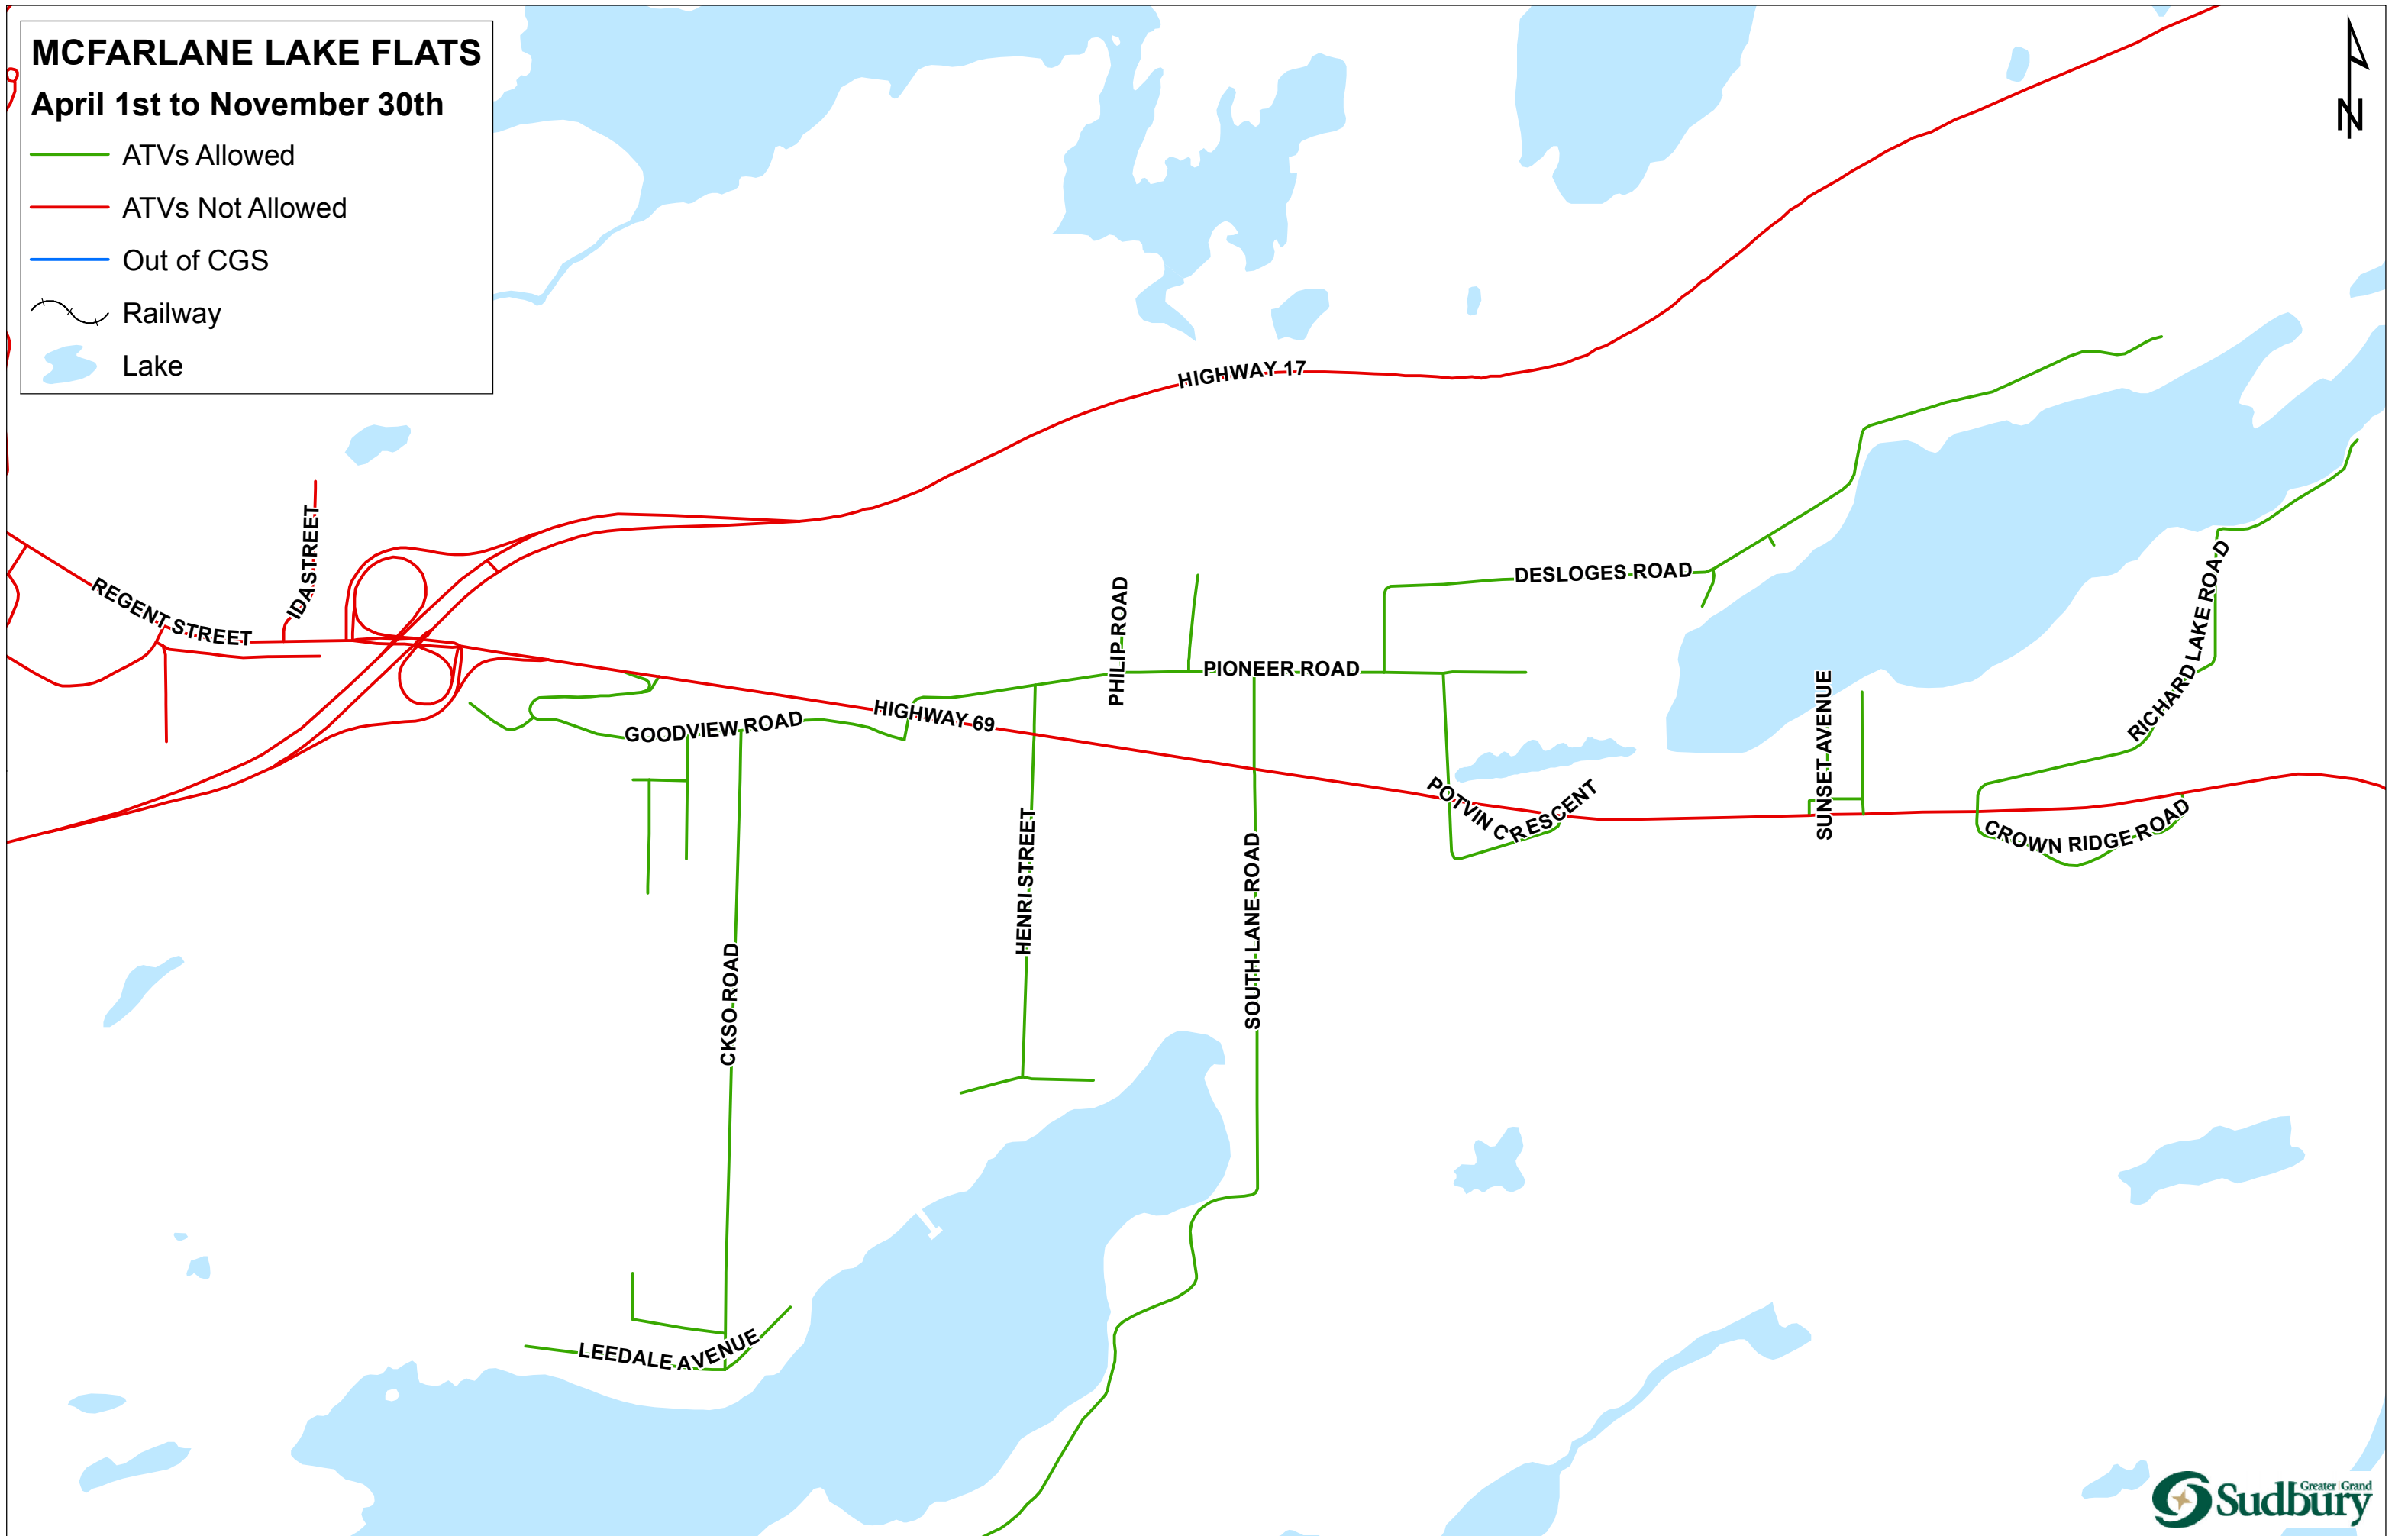 MCFARLANE LAKE FLATS
April 1st to November 30th
ATVs Allowed
ATVs Not Allowed
Out of CGS
Railway
Lake
N
HIGHWAY 17
IDA STREET
REGENT STREET
PHILIP ROAD
PIONEER ROAD
DESLOGES ROAD
RICHARD LAKE ROAD
GOODVIEW ROAD
HIGHWAY 69
SUNSET AVENUE
POTVIN CRESCENT
CROWN RIDGE ROAD
HENRI STREET
SOUTH LANE ROAD
CKSO ROAD
LEEDALE AVENUE
Greater Grand
Sudbury